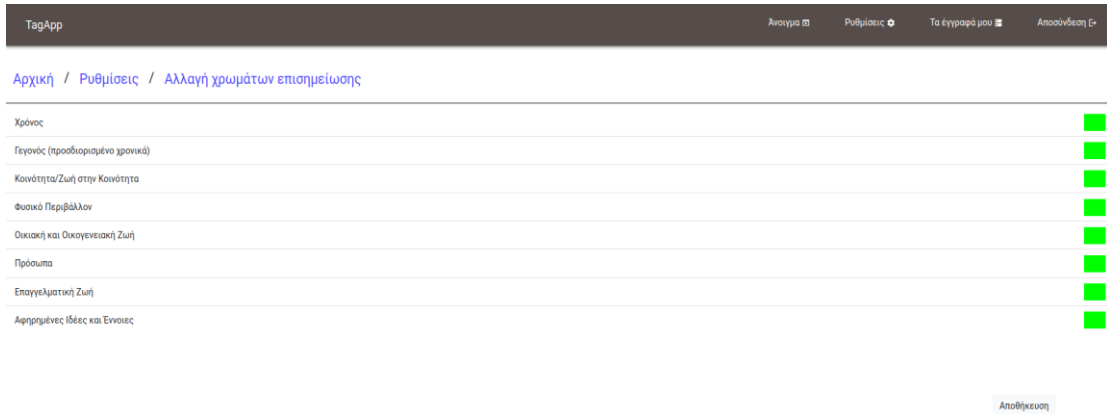 TagApp Άνοιγμα Ρυθμίσεις Τα έγγραφά μου Αποσύνδεση
Αρχική / Ρυθμίσεις / Αλλαγή χρωμάτων επισημείωσης
Χρόνος
Γεγονός (προσδιορισμένο χρονικά)
Κοινότητα/Ζωή στην Κοινότητα
Φυσικό Περιβάλλον
Οικιακή και Οικογενειακή Ζωή
Πρόσωπα
Επαγγελματική Ζωή
Αφηρημένες Ιδέες και Έννοιες
Αποθήκευση